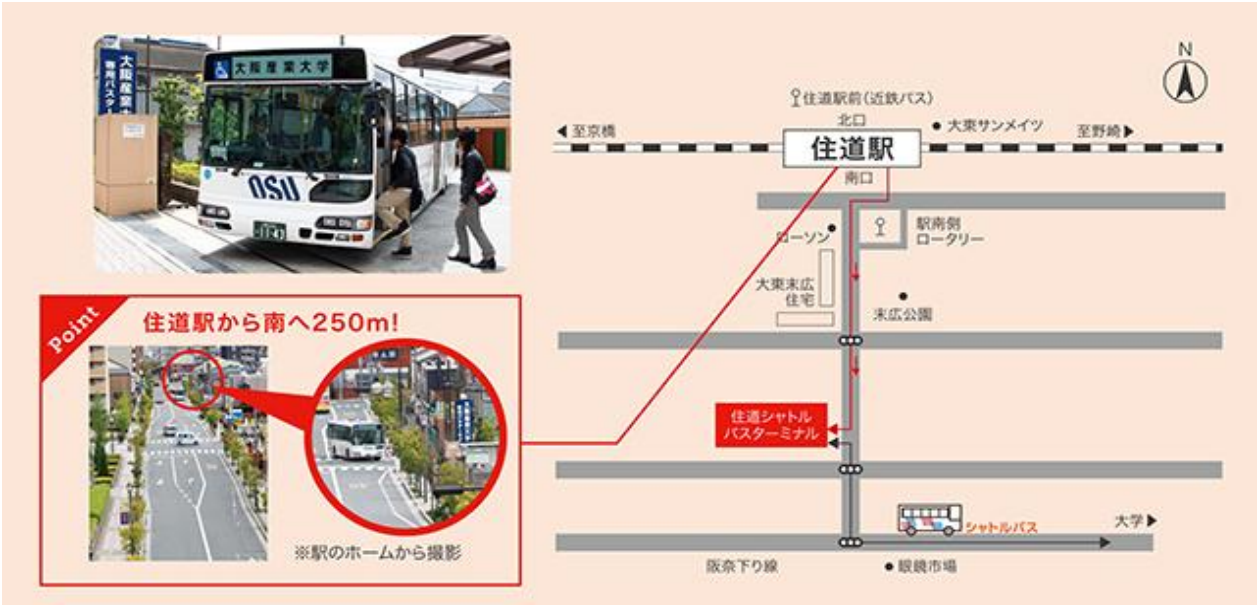 大阪産業大学
OSU
11-43
Point
住道駅から南へ250m!
※駅のホームから撮影
N
住道駅前(近鉄バス)
北口
大東サンメイツ
◀至京橋
至野崎▶
住道駅
南口
ローソン
駅南側
ロータリー
大東末広
住宅
末広公園
住道シャトル
バスターミナル
シャトルバス
大学▶
阪奈下り線
眼鏡市場